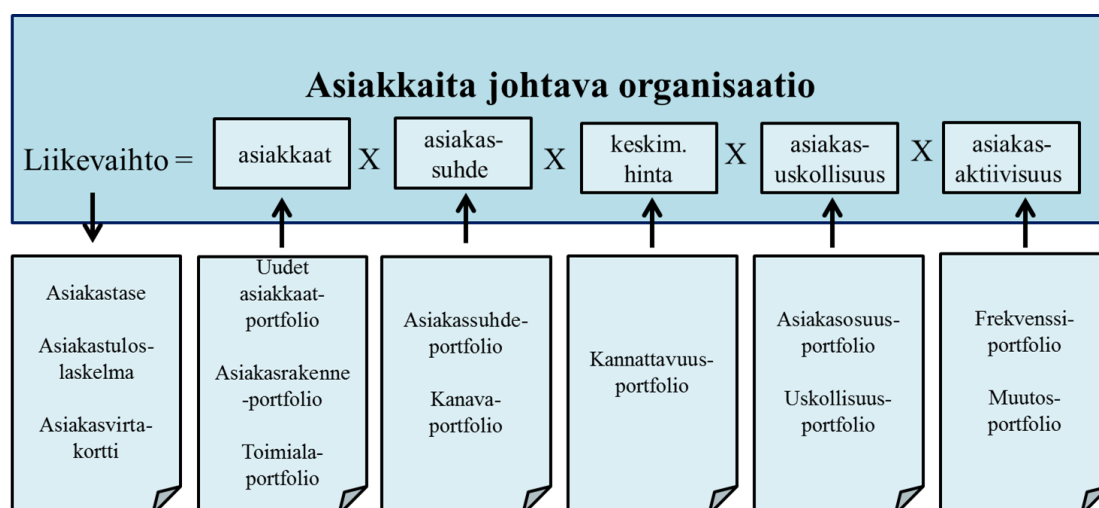 Asiakkaita johtava organisaatio
Liikevaihto =
asiakkaat
X
asiakas-
suhde
X
keskim.
hinta
X
asiakas-
uskollisuus
X
asiakas-
aktiivisuus
Asiakastase
Asiakastulos-
laskelma
Asiakasvirta-
kortti
Uudet
asiakkaat-
portfolio
Asiakasrakenne
-portfolio
Toimiala-
portfolio
Asiakassuhde-
portfolio
Kanava-
portfolio
Kannattavuus-
portfolio
Asiakasosuus-
portfolio
Uskollisuus-
portfolio
Frekvenssi-
portfolio
Muutos-
portfolio